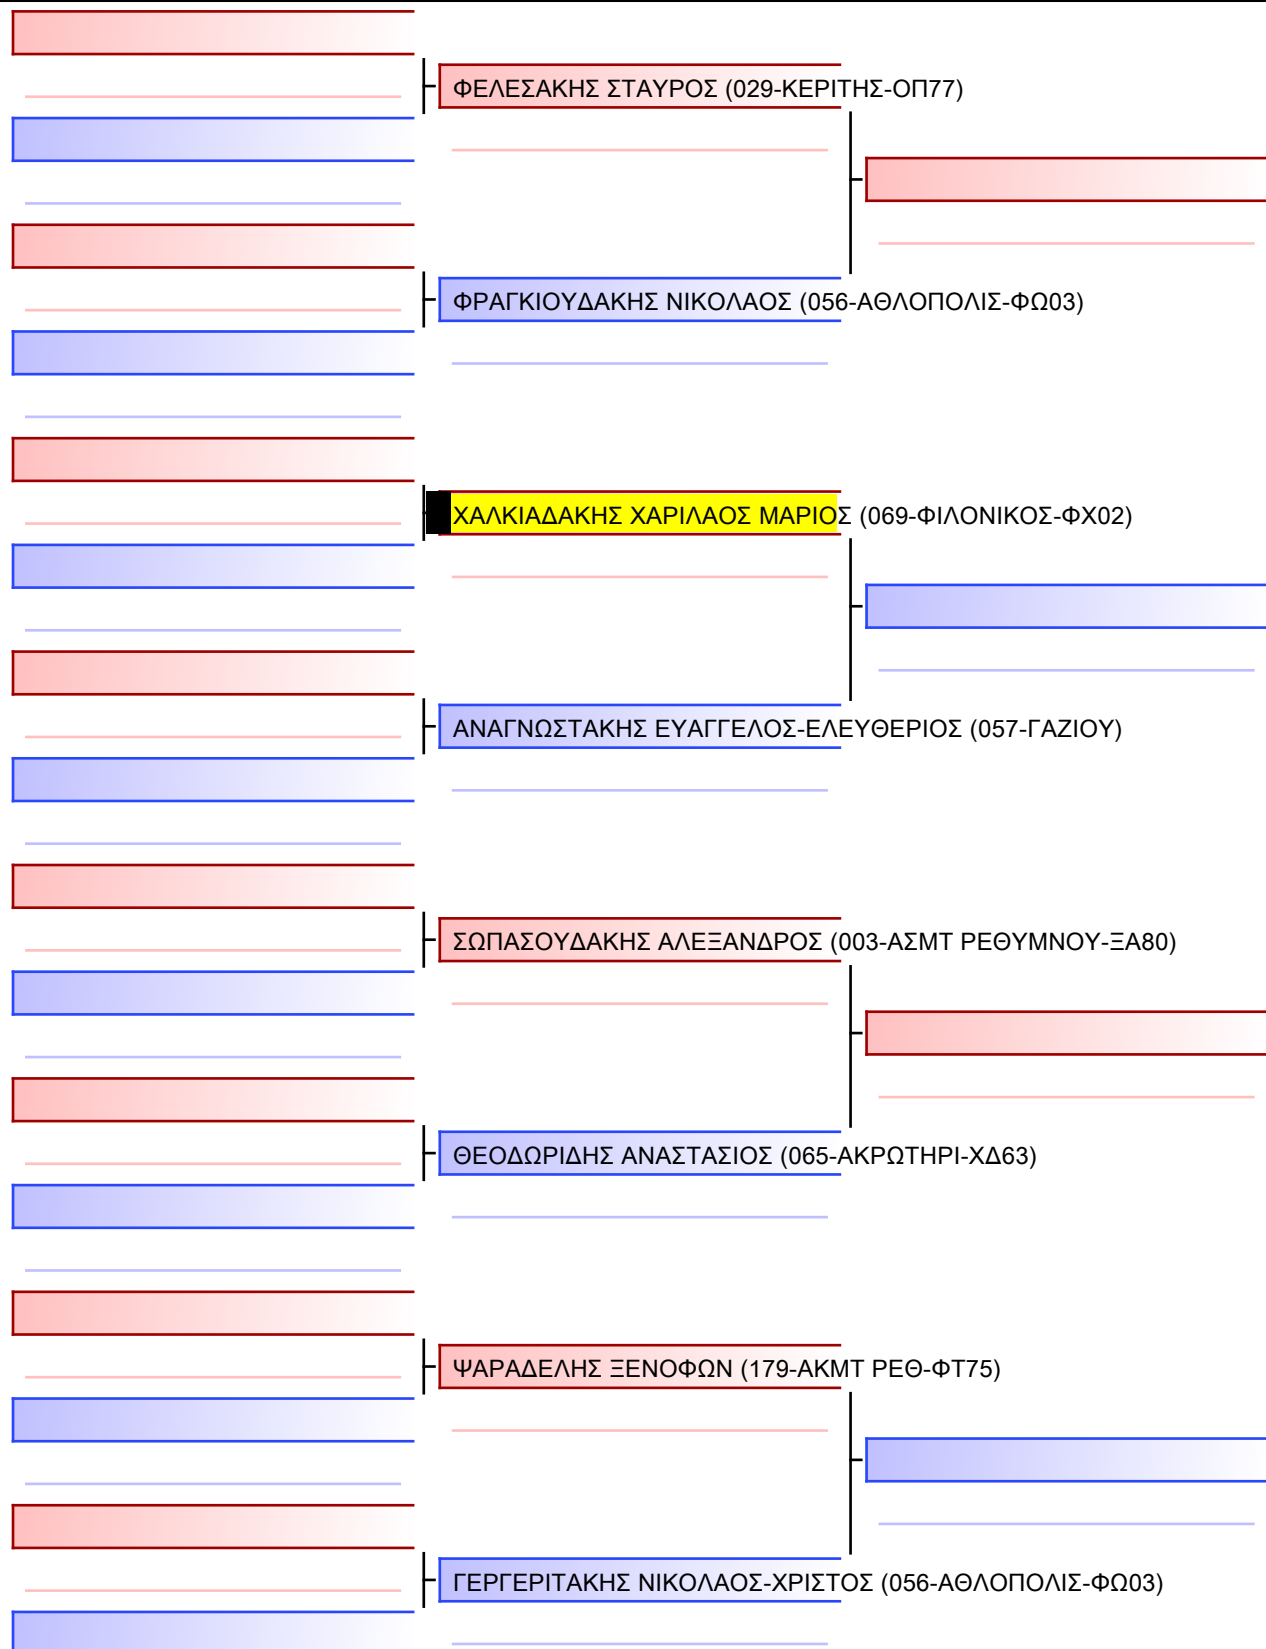 ΦΕΛΕΣΑΚΗΣ ΣΤΑΥΡΟΣ (029-ΚΕΡΙΤΗΣ-ΟΠ77)
ΦΡΑΓΚΙΟΥΔΑΚΗΣ ΝΙΚΟΛΑΟΣ (056-ΑΘΛΟΠΟΛΙΣ-ΦΩ03)
ΧΑΛΚΙΑΔΑΚΗΣ ΧΑΡΙΛΑΟΣ ΜΑΡΙΟΣ (069-ΦΙΛΟΝΙΚΟΣ-ΦΧ02)
ΑΝΑΓΝΩΣΤΑΚΗΣ ΕΥΑΓΓΕΛΟΣ-ΕΛΕΥΘΕΡΙΟΣ (057-ΓΑΖΙΟΥ)
ΣΩΠΑΣΟΥΔΑΚΗΣ ΑΛΕΞΑΝΔΡΟΣ (003-ΑΣΜΤ ΡΕΘΥΜΝΟΥ-ΞΑ80)
ΘΕΟΔΩΡΙΔΗΣ ΑΝΑΣΤΑΣΙΟΣ (065-ΑΚΡΩΤΗΡΙ-ΧΔ63)
ΨΑΡΑΔΕΛΗΣ ΞΕΝΟΦΩΝ (179-ΑΚΜΤ ΡΕΘ-ΦΤ75)
ΓΕΡΓΕΡΙΤΑΚΗΣ ΝΙΚΟΛΑΟΣ-ΧΡΙΣΤΟΣ (056-ΑΘΛΟΠΟΛΙΣ-ΦΩ03)